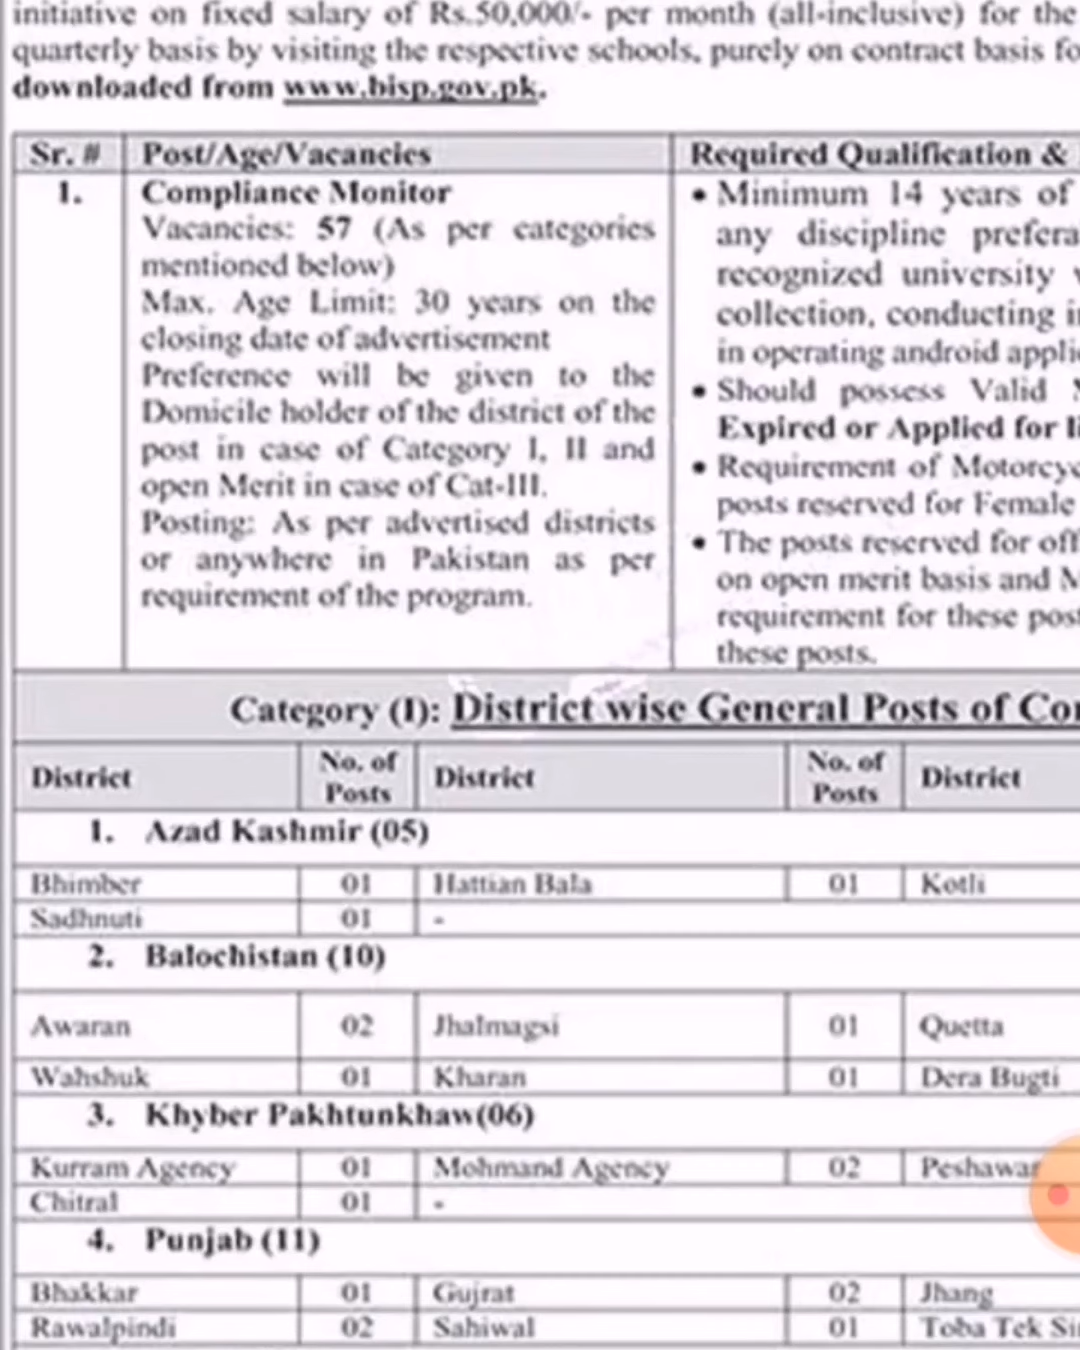 initiative on fixed salary of Rs.50,000/- per month (all-inclusive) for the
quarterly basis by visiting the respective schools, purely on contract basis fo
downloaded from www.bisp.gov.pk.
Sr. # Post/Age/Vacancies Required Qualification &
1. Compliance Monitor
Vacancies: 57 (As per categories
mentioned below)
Max. Age Limit: 30 years on the
closing date of advertisement
Preference will be given to the
Domicile holder of the district of the
post in case of Category I, II and
open Merit in case of Cat-III.
Posting: As per advertised districts
or anywhere in Pakistan as per
requirement of the program.
• Minimum 14 years of
any discipline prefera
recognized university
collection, conducting i
in operating android appli
• Should possess Valid
Expired or Applied for
• Requirement of Motorcyc
posts reserved for Female
• The posts reserved for off
on open merit basis and M
requirement for these post
these posts.
Category (I): District wise General Posts of Co
District No. of Posts District No. of Posts District
1. Azad Kashmir (05)
Bhimber 01 Hattian Bala 01 Kotli
Sadhnuti 01 -
2. Balochistan (10)
Awaran 02 Jhalmagsi 01 Quetta
Wahshuk 01 Kharan 01 Dera Bugti
3. Khyber Pakhtunkhaw(06)
Kurram Agency 01 Mohmand Agency 02 Peshawar
Chitral 01 -
4. Punjab (11)
Bhakkar 01 Gujrat 02 Jhang
Rawalpindi 02 Sahiwal 01 Toba Tek Si